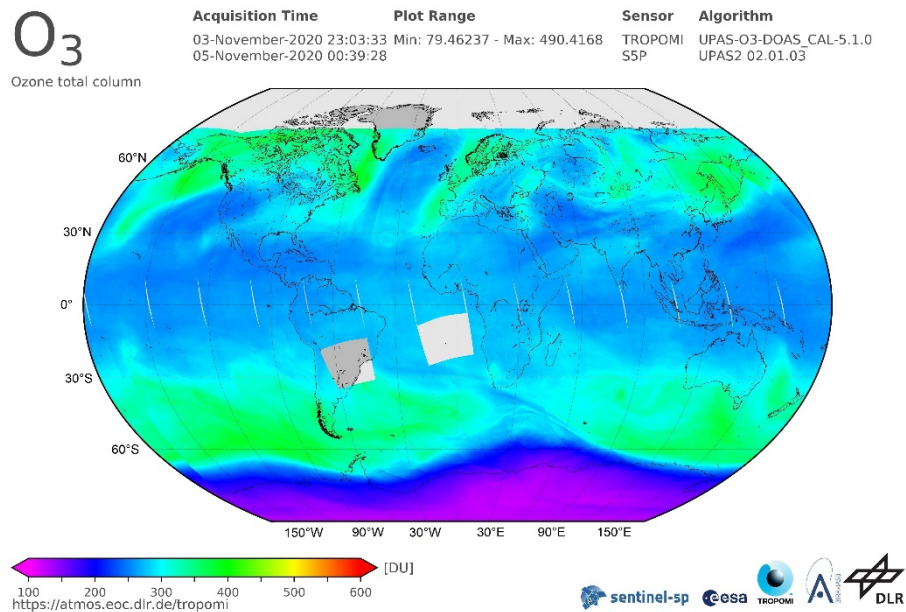 O3
Ozone total column
Acquisition Time Plot Range Sensor Algorithm
03-November-2020 23:03:33 Min: 79.46237 - Max: 490.4168 TROPOMI UPAS-O3-DOAS_CAL-5.1.0
05-November-2020 00:39:28 S5P UPAS2 02.01.03
60°N
30°N
0°
30°S
60°S
150°W 90°W 30°W 30°E 90°E 150°E
[DU]
100 200 300 400 500 600
https://atmos.eoc.dlr.de/tropomi
sentinel-5p
esa
TROPOMI
DLR